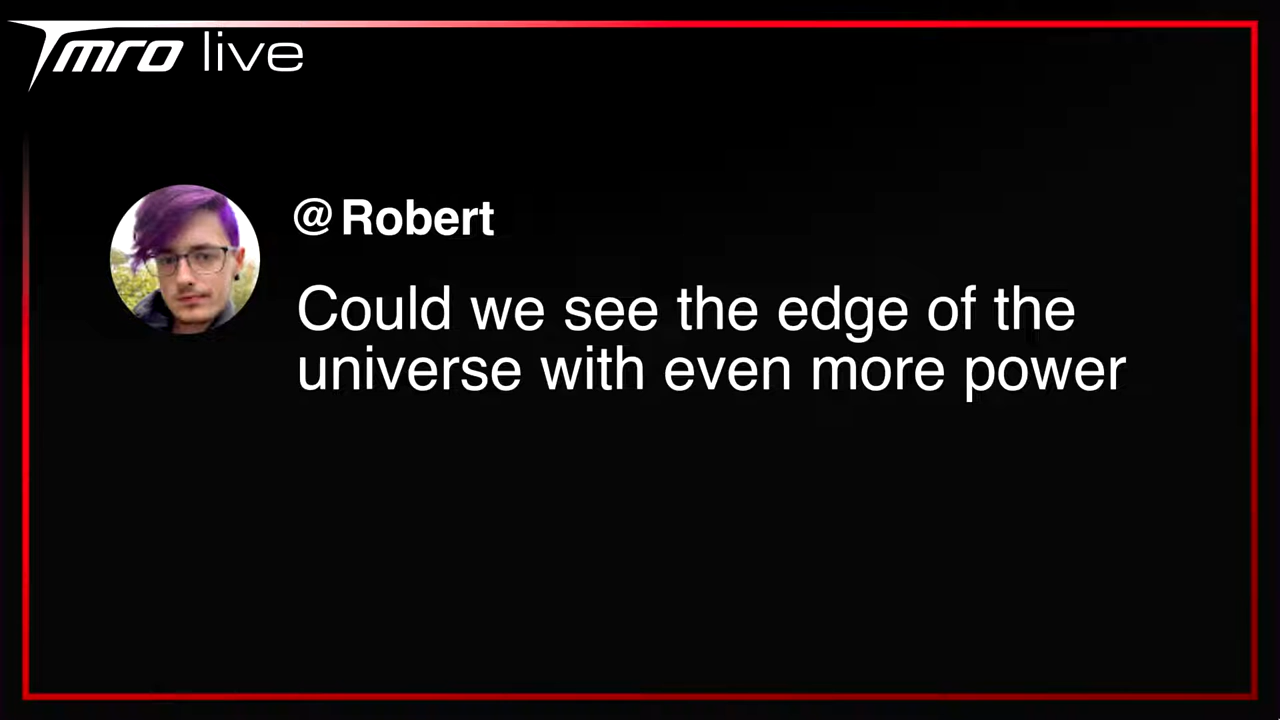 Tmro live
@Robert
Could we see the edge of the
universe with even more power